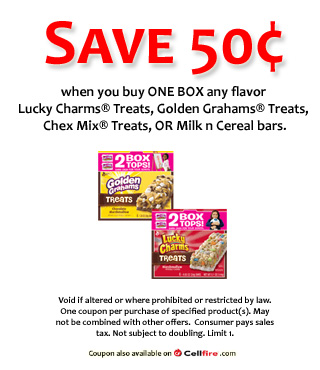 SAVE 50¢
when you buy ONE BOX any flavor
Lucky Charms® Treats, Golden Grahams® Treats,
Chex Mix® Treats, OR Milk n Cereal bars.
2 BOX
TOPS!
Golden
Grahams
TREATS
2 BOX
TOPS!
Lucky
Charms
TREATS
Void if altered or where prohibited or restricted by law.
One coupon per purchase of specified product(s). May
not be combined with other offers. Consumer pays sales
tax. Not subject to doubling. Limit 1.
Coupon also available on Cellfire.com